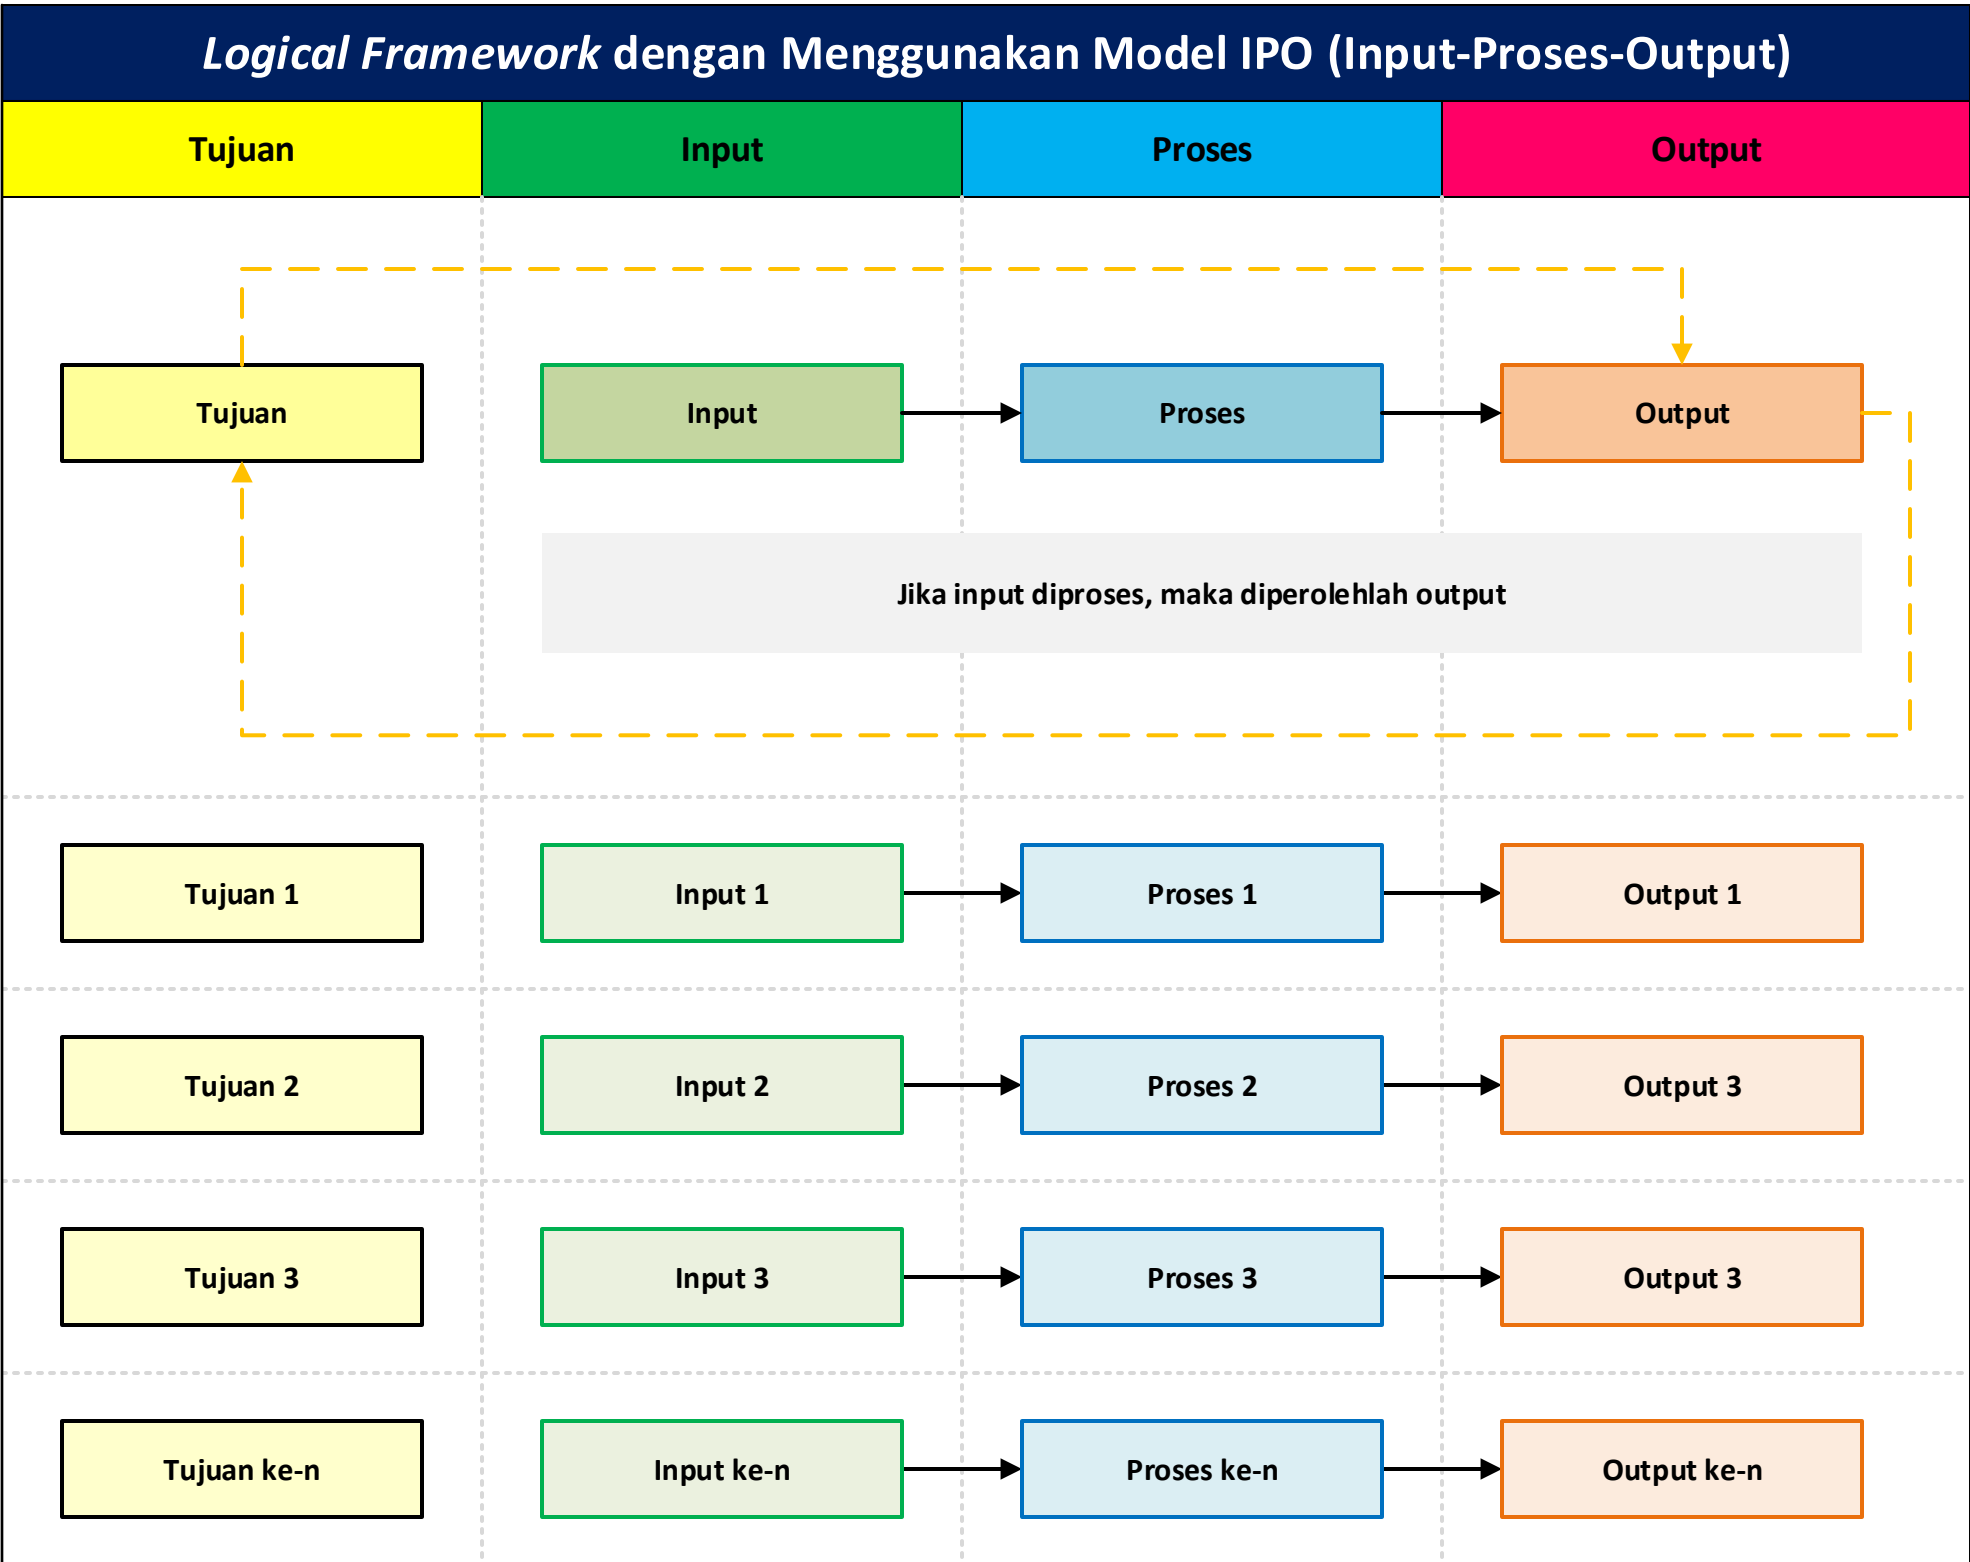 Logical Framework dengan Menggunakan Model IPO (Input-Proses-Output)
Tujuan
Input
Proses
Output
Tujuan
Input
Proses
Output
Jika input diproses, maka diperolehlah output
Tujuan 1
Input 1
Proses 1
Output 1
Tujuan 2
Input 2
Proses 2
Output 3
Tujuan 3
Input 3
Proses 3
Output 3
Tujuan ke-n
Input ke-n
Proses ke-n
Output ke-n